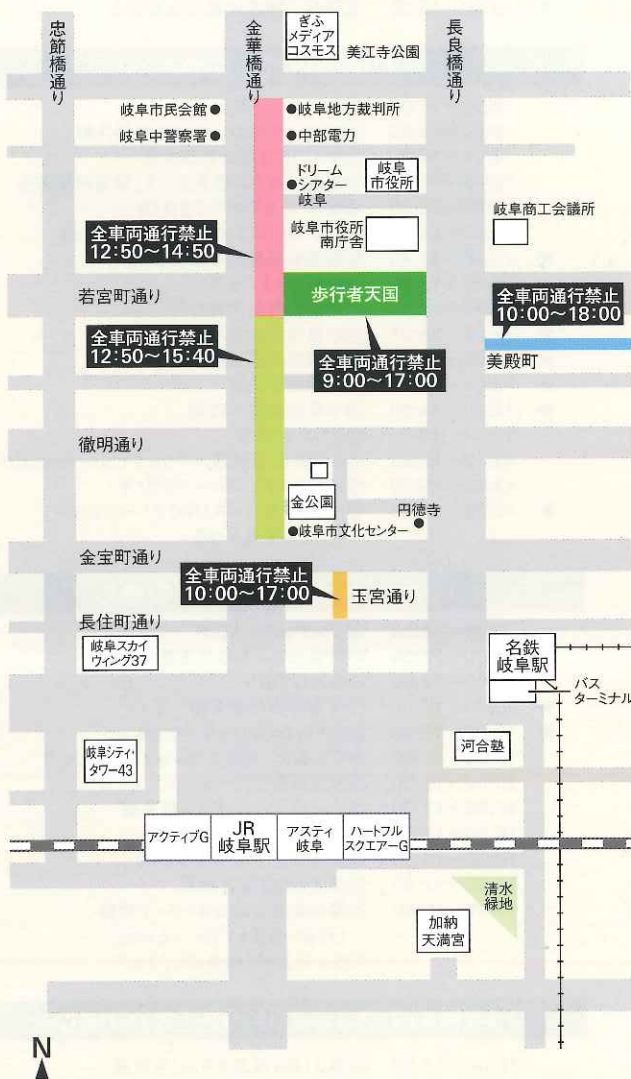 忠節橋通り
金華橋通り
長良橋通り
ぎふ
メディア
コスモス
美江寺公園
岐阜市民会館
岐阜地方裁判所
岐阜中警察署
中部電力
ドリーム
シアター
岐阜
岐阜
市役所
岐阜市役所
南庁舎
岐阜商工会議所
全車両通行禁止
12:50〜14:50
若宮町通り
歩行者天国
全車両通行禁止
10:00〜18:00
全車両通行禁止
12:50〜15:40
全車両通行禁止
9:00〜17:00
美殿町
徹明通り
金公園
円徳寺
岐阜市文化センター
金宝町通り
全車両通行禁止
10:00〜17:00
玉宮通り
長住町通り
岐阜スカイ
ウィング37
名鉄
岐阜駅
バス
ターミナル
岐阜シティ・
タワー43
河合塾
アクティブG
JR
岐阜駅
アスティ
岐阜
ハートフル
スクエアーG
清水
緑地
加納
天満宮
N